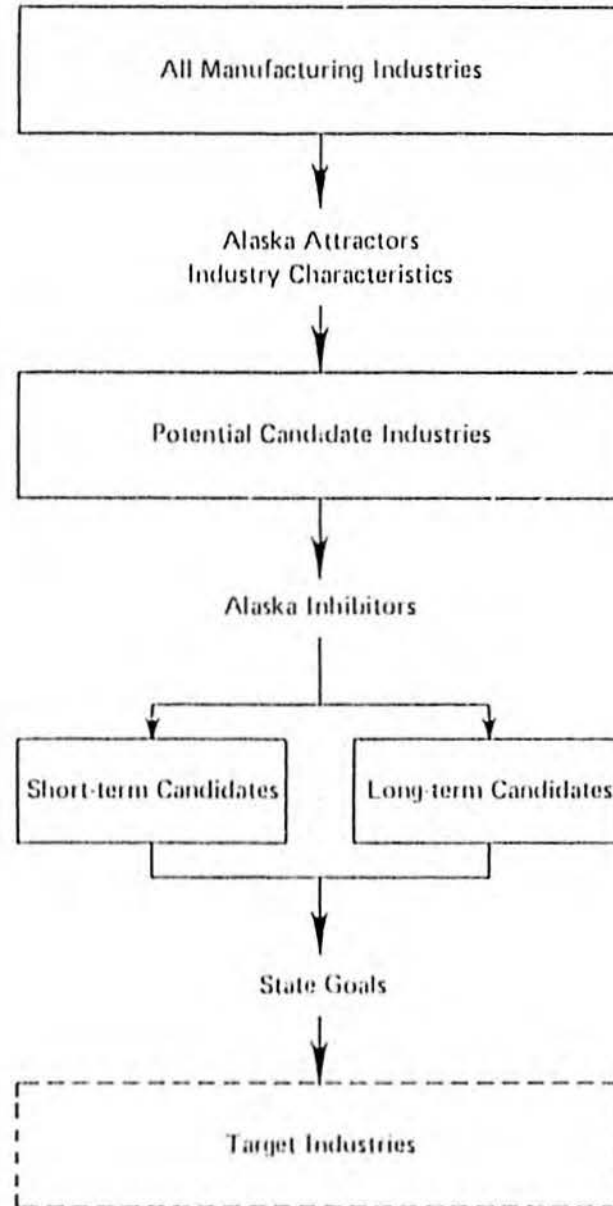 All Manufacturing Industries
Alaska Attractors
Industry Characteristics
Potential Candidate Industries
Alaska Inhibitors
Short-term Candidates
Long-term Candidates
State Goals
Target Industries